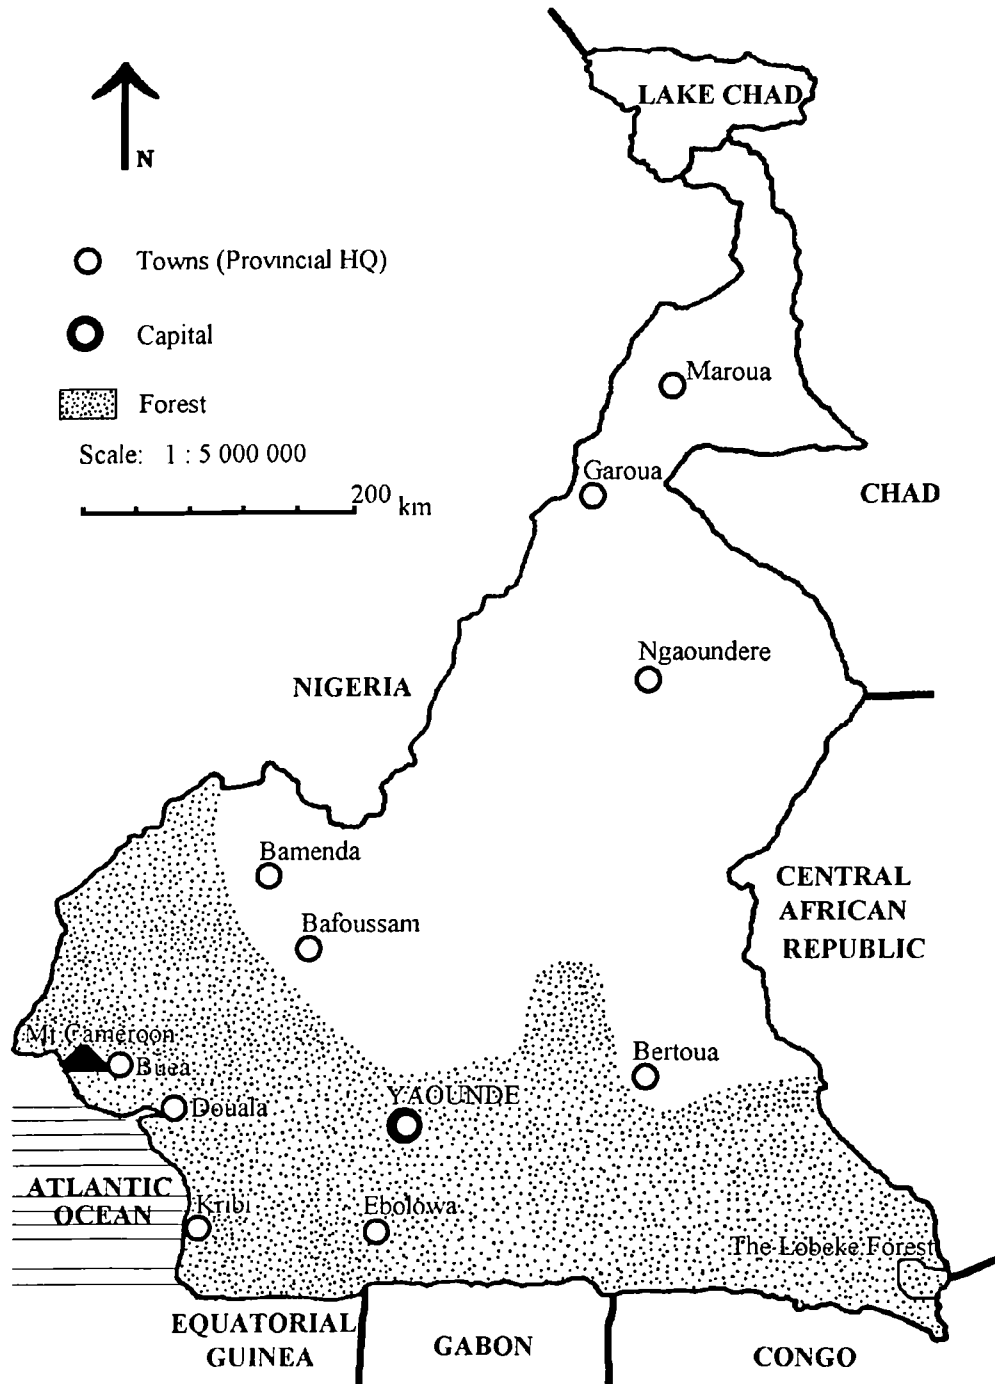 LAKE CHAD
N
Towns (Provincial HQ)
Capital
Forest
Scale: 1 : 5 000 000
200 km
Maroua
Garoua
CHAD
Ngaoundere
NIGERIA
Bamenda
CENTRAL
AFRICAN
REPUBLIC
Bafoussam
Mt Cameroon
Buea
Bertoua
YAOUNDE
Douala
ATLANTIC
OCEAN
Kribi
Ebolowa
The Lobeke Forest
EQUATORIAL
GUINEA
GABON
CONGO